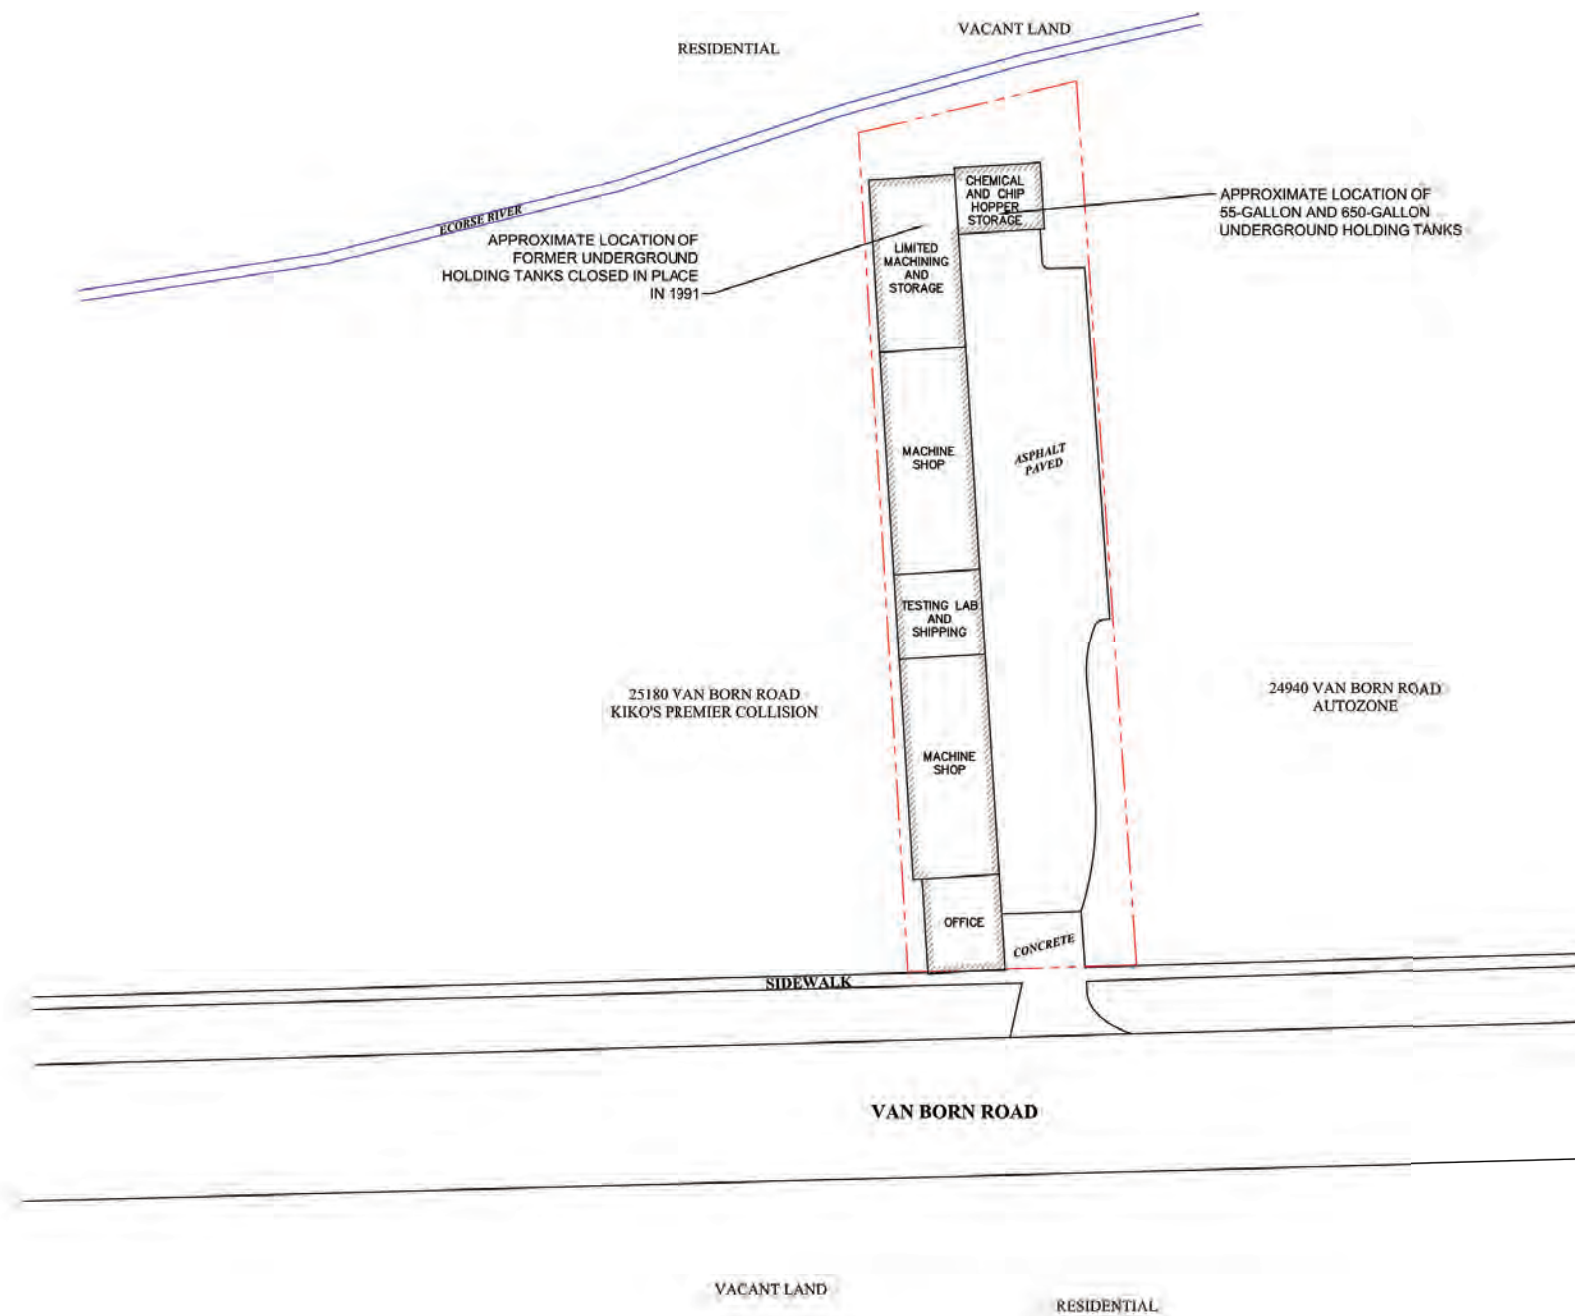 VACANT LAND
RESIDENTIAL
ECORSE RIVER
APPROXIMATE LOCATION OF
FORMER UNDERGROUND
HOLDING TANKS CLOSED IN PLACE
IN 1991
CHEMICAL
AND CHIP
HOPPER
STORAGE
APPROXIMATE LOCATION OF
55-GALLON AND 650-GALLON
UNDERGROUND HOLDING TANKS
LIMITED
MACHINING
AND
STORAGE
MACHINE
SHOP
ASPHALT
PAVED
TESTING LAB
AND
SHIPPING
25180 VAN BORN ROAD
KIKO'S PREMIER COLLISION
24940 VAN BORN ROAD
AUTOZONE
MACHINE
SHOP
OFFICE
CONCRETE
SIDEWALK
VAN BORN ROAD
VACANT LAND
RESIDENTIAL